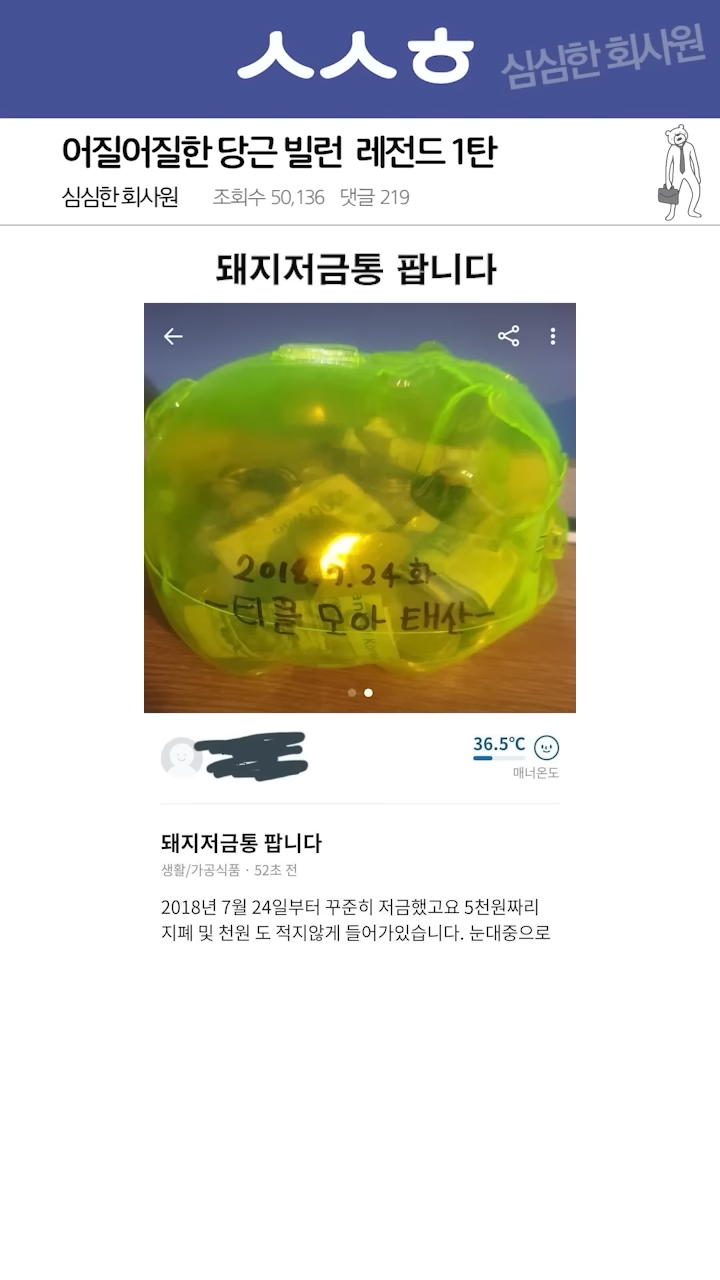 ㅅㅅㅎ
심심한 회사원
어질어질한 당근 빌런 레전드 1탄
심심한 회사원 조회수 50,136 댓글 219
돼지저금통 팝니다
2018.7.24 화
-티클 모아 태산-
36.5°C
매너온도
돼지저금통 팝니다
생활/가공식품 · 52초 전
2018년 7월 24일부터 꾸준히 저금했고요 5천원짜리
지폐 및 천원 도 적지않게 들어가있습니다. 눈대중으로